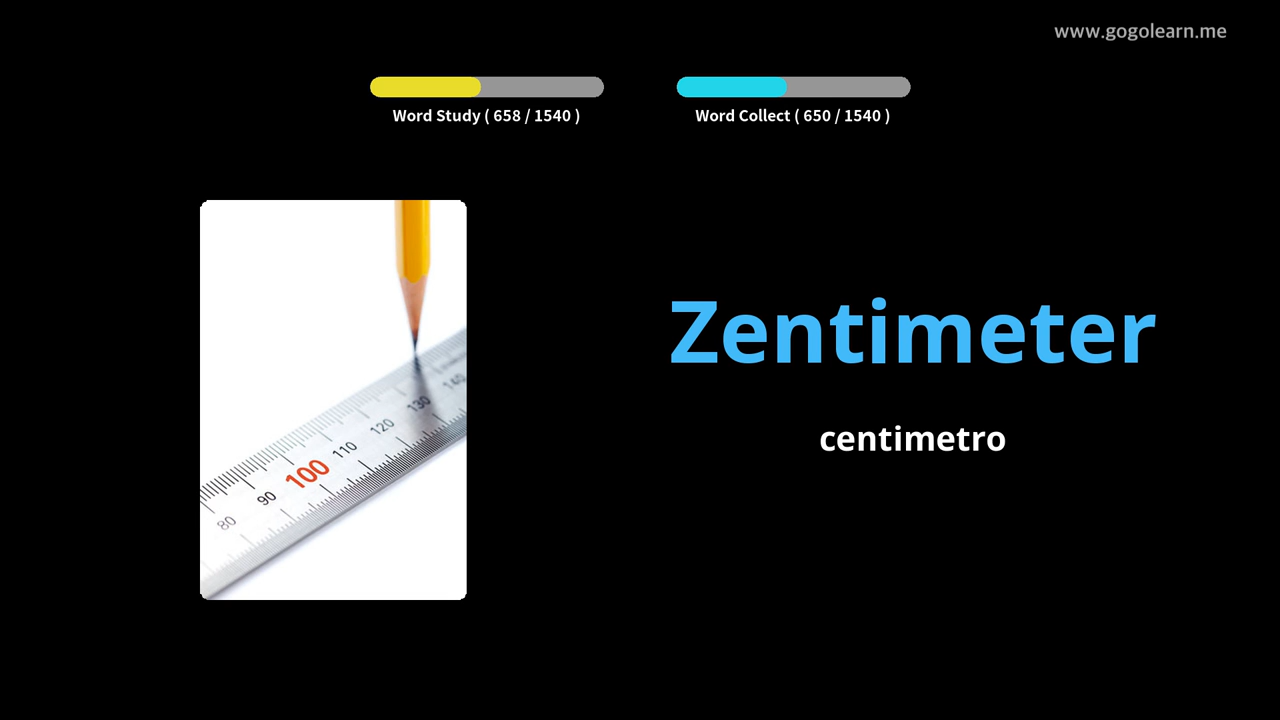 www.gogolearn.me
Word Study ( 658 / 1540 )
Word Collect ( 650 / 1540 )
Zentimeter
centimetro
80
90
100
110
120
130
140